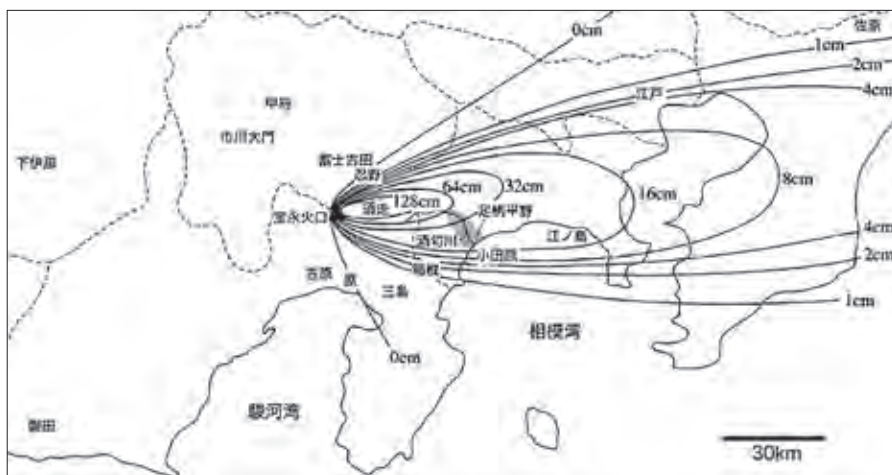 0cm
佐原
1cm
2cm
江戸
4cm
甲府
市川大門
下伊那
富士吉田
忍野
8cm
32cm
64cm
16cm
128cm
須走
足柄平野
宝永火口
酒匂川
江ノ島
小田原
4cm
箱根
2cm
吉原
原
三島
1cm
相模湾
0cm
駿河湾
磐田
30km